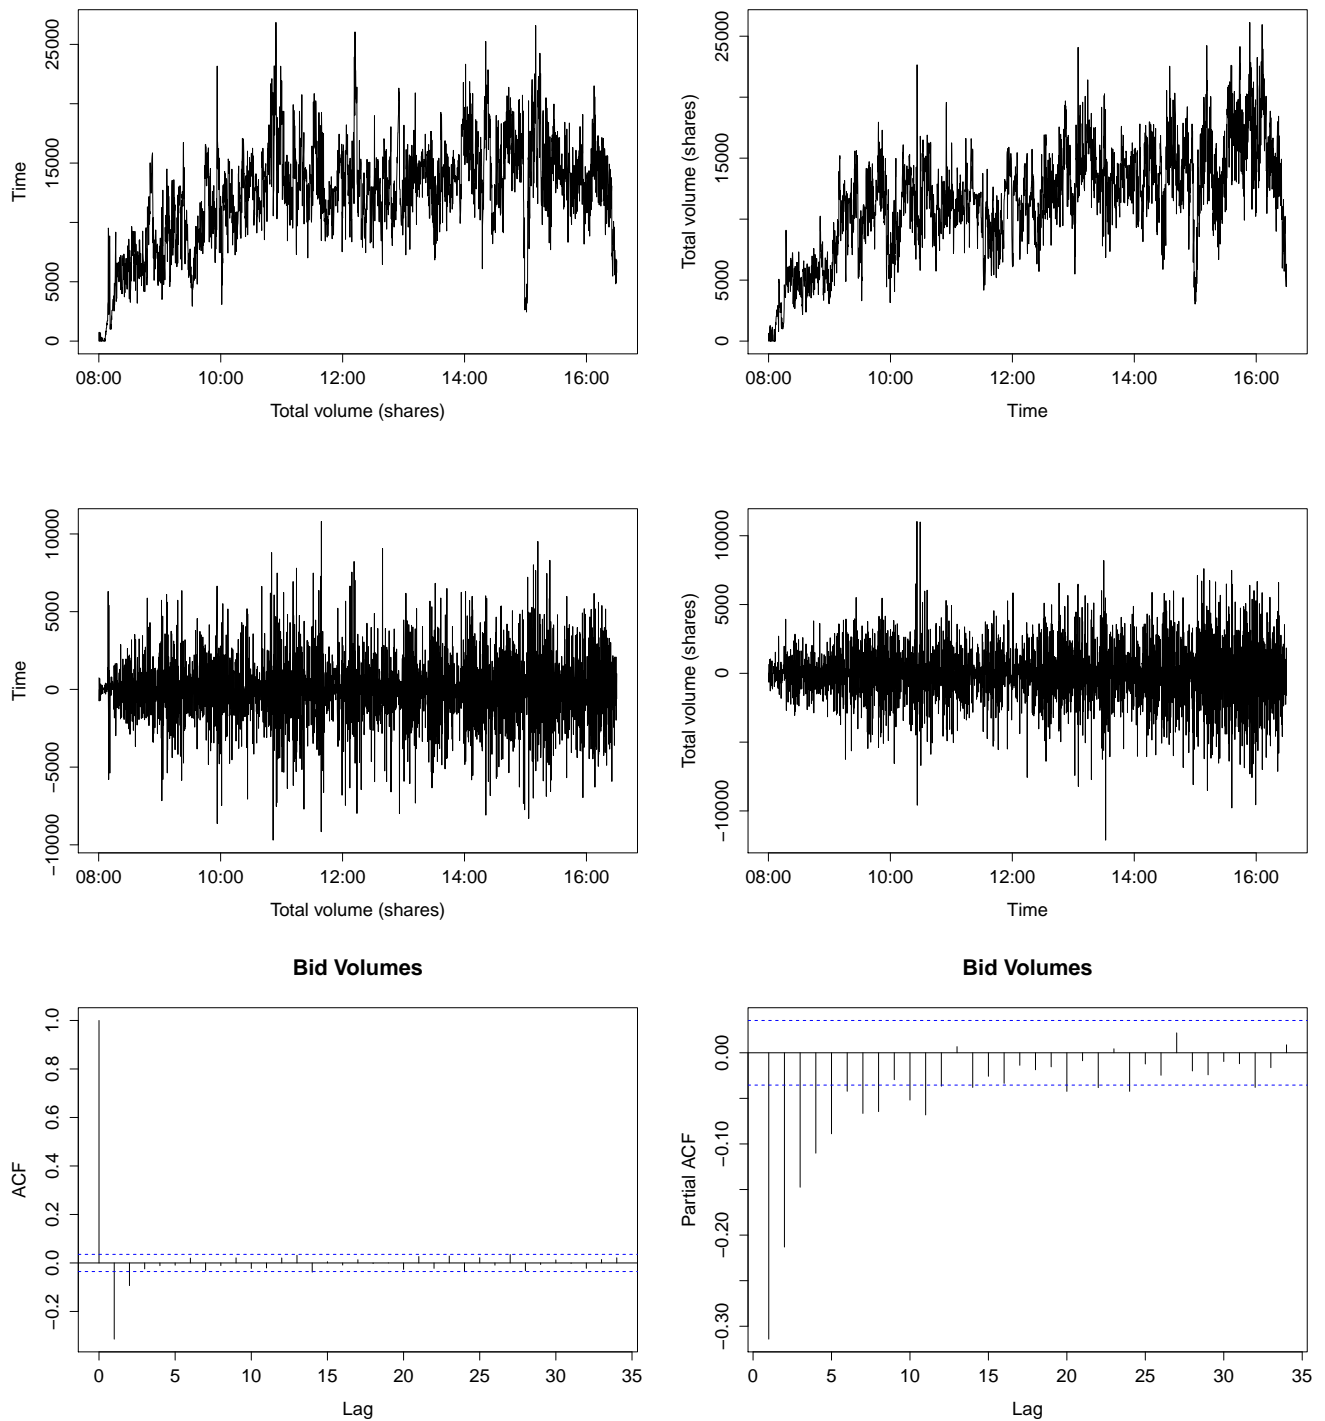 Time
25000
15000
5000
0
08:00 10:00 12:00 14:00 16:00
Total volume (shares)
Total volume (shares)
25000
15000
5000
0
08:00 10:00 12:00 14:00 16:00
Time
Time
10000
5000
0
−5000
−10000
08:00 10:00 12:00 14:00 16:00
Total volume (shares)
Total volume (shares)
10000
5000
0
−10000
08:00 10:00 12:00 14:00 16:00
Time
Bid Volumes
ACF
1.0
0.8
0.6
0.4
0.2
0.0
−0.2
0 5 10 15 20 25 30 35
Lag
Bid Volumes
Partial ACF
0.00
−0.10
−0.20
−0.30
0 5 10 15 20 25 30 35
Lag